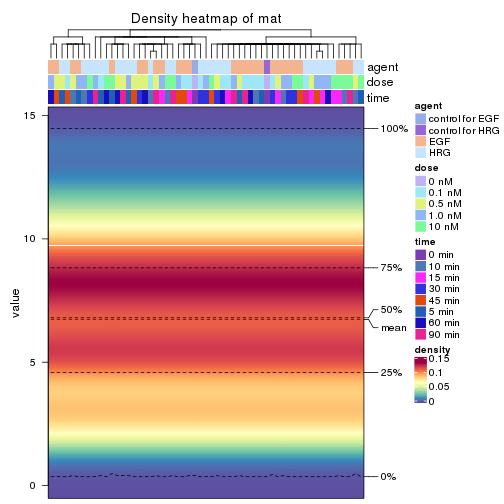 Density heatmap of mat
agent
dose
time
value
15
10
5
0
100%
75%
50%
mean
25%
0%
agent
control for EGF
control for HRG
EGF
HRG
dose
0 nM
0.1 nM
0.5 nM
1.0 nM
10 nM
time
0 min
10 min
15 min
30 min
45 min
5 min
60 min
90 min
density
0.15
0.1
0.05
0